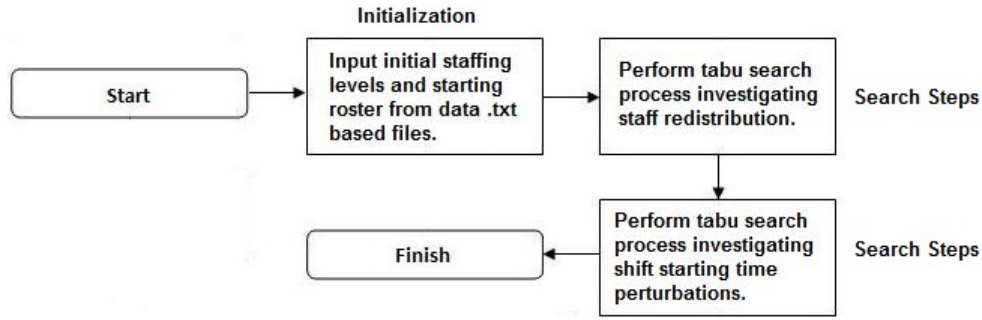 Initialization
Start
Input initial staffing
levels and starting
roster from data .txt
based files.
Perform tabu search
process investigating
staff redistribution.
Search Steps
Perform tabu search
process investigating
shift starting time
perturbations.
Search Steps
Finish